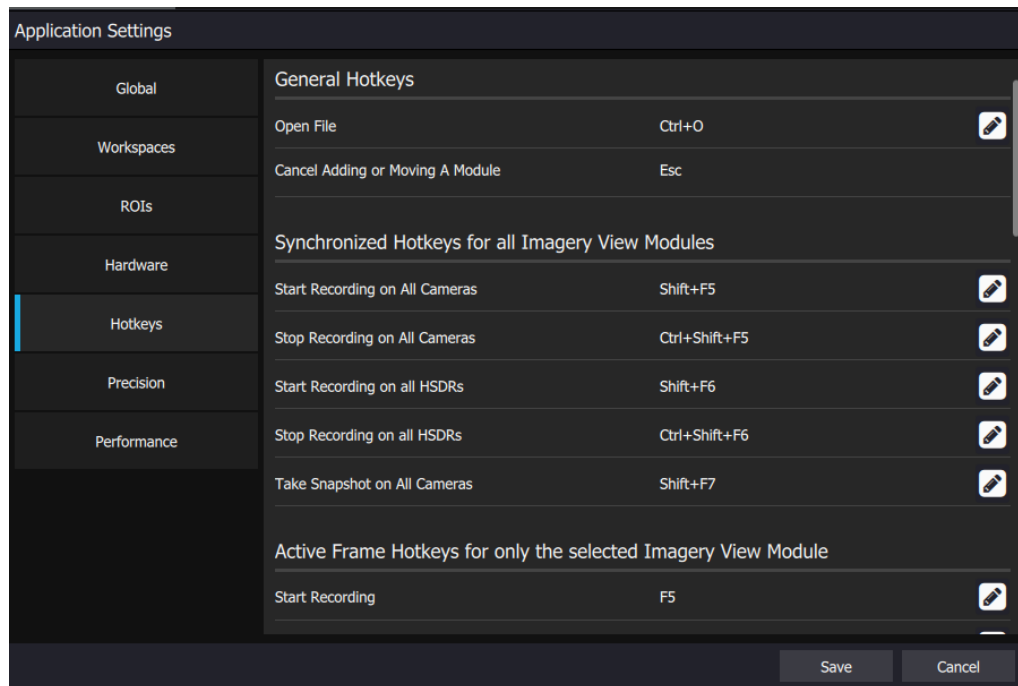 Application Settings
Global
Workspaces
ROIs
Hardware
Hotkeys
Precision
Performance
General Hotkeys
Open File Ctrl+O
Cancel Adding or Moving A Module Esc
Synchronized Hotkeys for all Imagery View Modules
Start Recording on All Cameras Shift+F5
Stop Recording on All Cameras Ctrl+Shift+F5
Start Recording on all HSDRs Shift+F6
Stop Recording on all HSDRs Ctrl+Shift+F6
Take Snapshot on All Cameras Shift+F7
Active Frame Hotkeys for only the selected Imagery View Module
Start Recording F5
Save Cancel